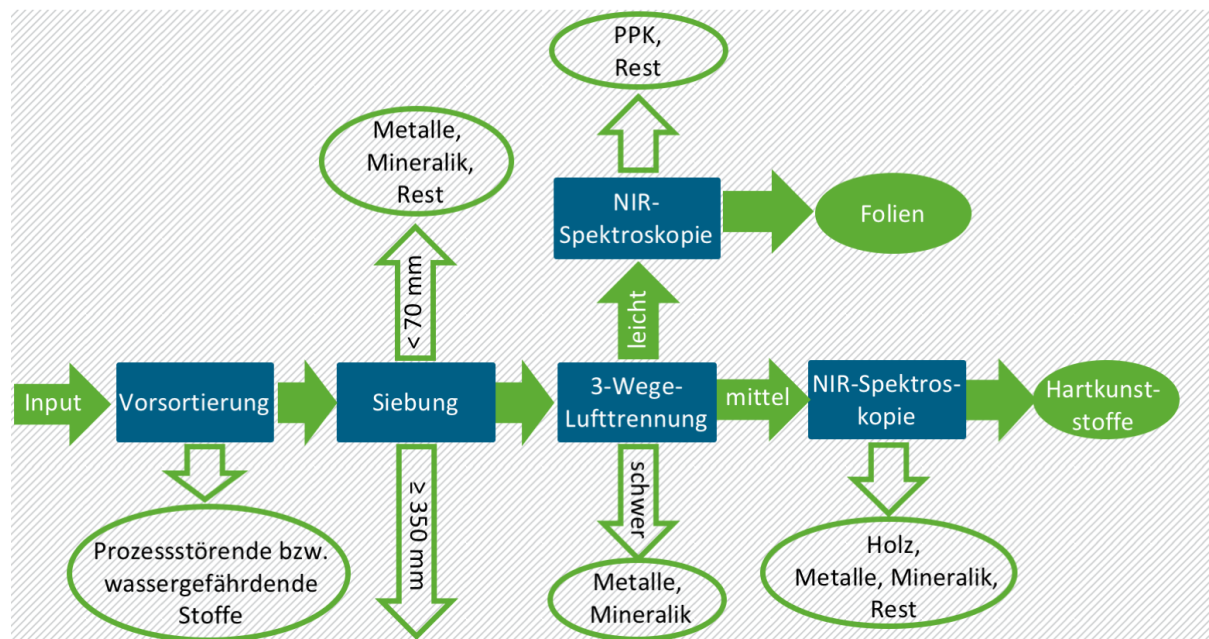 PPK,
Rest
Metalle,
Mineralik,
Rest
NIR-
Spektroskopie
Folien
< 70 mm
leicht
Input
Vorsortierung
Siebung
3-Wege-
Lufttrennung
mittel
NIR-Spektros-
kopie
Hartkunst-
stoffe
≥ 350 mm
schwer
Prozessstörende bzw.
wassergefährdende
Stoffe
Metalle,
Mineralik
Holz,
Metalle, Mineralik,
Rest